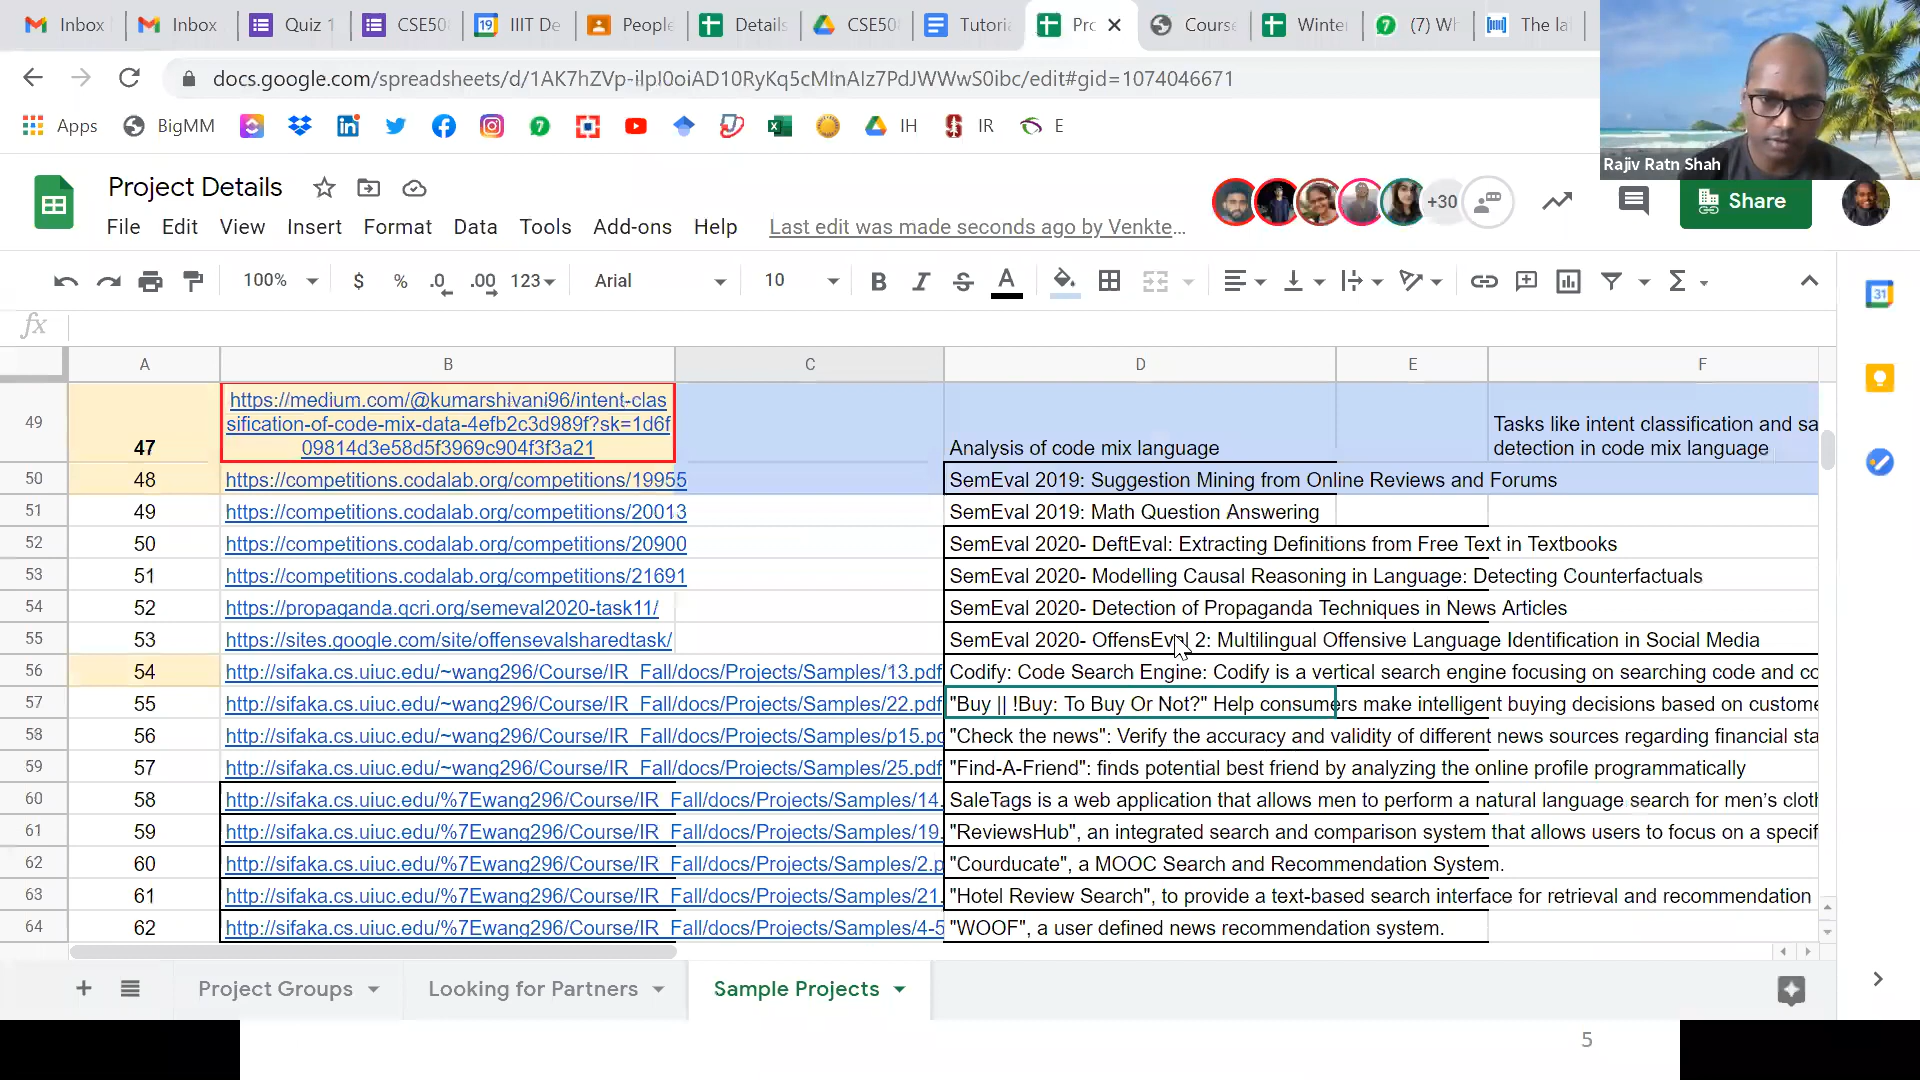 Inbox
Inbox
Quiz 1
CSE508
IIIT De
People
Details
CSE508
Tutoria
Pro
Course
Winter
(7) Wh
The la
docs.google.com/spreadsheets/d/1AK7hZVp-ilpI0oiAD10RyKq5cMInAIz7PdJWWwS0ibc/edit#gid=1074046671
Apps
BigMM
IH
IR
E
Rajiv Ratn Shah
Project Details
+30
Share
File Edit View Insert Format Data Tools Add-ons Help Last edit was made seconds ago by Venkte...
100% $ % .0 .00 123 Arial 10 B I S A
fx
A B C D E F
49 47 https://medium.com/@kumarshivani96/intent-clas
sification-of-code-mix-data-4efb2c3d989f?sk=1d6f
09814d3e58d5f3969c904f3f3a21
Analysis of code mix language
Tasks like intent classification and sa
detection in code mix language
50 48 https://competitions.codalab.org/competitions/19955 SemEval 2019: Suggestion Mining from Online Reviews and Forums
51 49 https://competitions.codalab.org/competitions/20013 SemEval 2019: Math Question Answering
52 50 https://competitions.codalab.org/competitions/20900 SemEval 2020- DeftEval: Extracting Definitions from Free Text in Textbooks
53 51 https://competitions.codalab.org/competitions/21691 SemEval 2020- Modelling Causal Reasoning in Language: Detecting Counterfactuals
54 52 https://propaganda.qcri.org/semeval2020-task11/ SemEval 2020- Detection of Propaganda Techniques in News Articles
55 53 https://sites.google.com/site/offensevalsharedtask/ SemEval 2020- OffensEval 2: Multilingual Offensive Language Identification in Social Media
56 54 http://sifaka.cs.uiuc.edu/~wang296/Course/IR_Fall/docs/Projects/Samples/13.pdf Codify: Code Search Engine: Codify is a vertical search engine focusing on searching code and co
57 55 http://sifaka.cs.uiuc.edu/~wang296/Course/IR_Fall/docs/Projects/Samples/22.pdf "Buy || !Buy: To Buy Or Not?" Help consumers make intelligent buying decisions based on custome
58 56 http://sifaka.cs.uiuc.edu/~wang296/Course/IR_Fall/docs/Projects/Samples/p15.pd "Check the news": Verify the accuracy and validity of different news sources regarding financial sta
59 57 http://sifaka.cs.uiuc.edu/~wang296/Course/IR_Fall/docs/Projects/Samples/25.pdf "Find-A-Friend": finds potential best friend by analyzing the online profile programmatically
60 58 http://sifaka.cs.uiuc.edu/%7Ewang296/Course/IR_Fall/docs/Projects/Samples/14. SaleTags is a web application that allows men to perform a natural language search for men's cloth
61 59 http://sifaka.cs.uiuc.edu/%7Ewang296/Course/IR_Fall/docs/Projects/Samples/19. "ReviewsHub", an integrated search and comparison system that allows users to focus on a specif
62 60 http://sifaka.cs.uiuc.edu/%7Ewang296/Course/IR_Fall/docs/Projects/Samples/2.p "Courducate", a MOOC Search and Recommendation System.
63 61 http://sifaka.cs.uiuc.edu/%7Ewang296/Course/IR_Fall/docs/Projects/Samples/21. "Hotel Review Search", to provide a text-based search interface for retrieval and recommendation
64 62 http://sifaka.cs.uiuc.edu/%7Ewang296/Course/IR_Fall/docs/Projects/Samples/4-5 "WOOF", a user defined news recommendation system.
Project Groups Looking for Partners Sample Projects
5